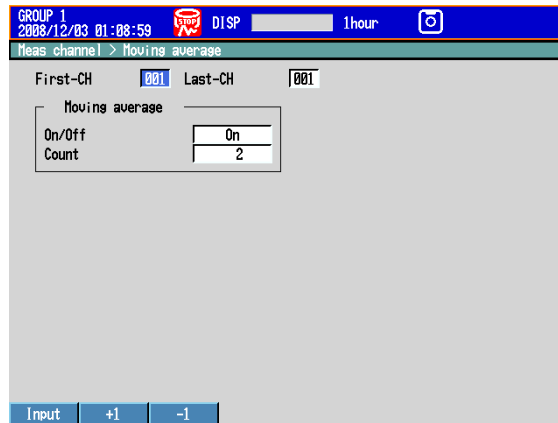 GROUP 1
2008/12/03 01:08:59 STOP DISP 1hour
Meas channel > Moving average
First-CH 001 Last-CH 001
Moving average
On/Off On
Count 2
Input +1 -1